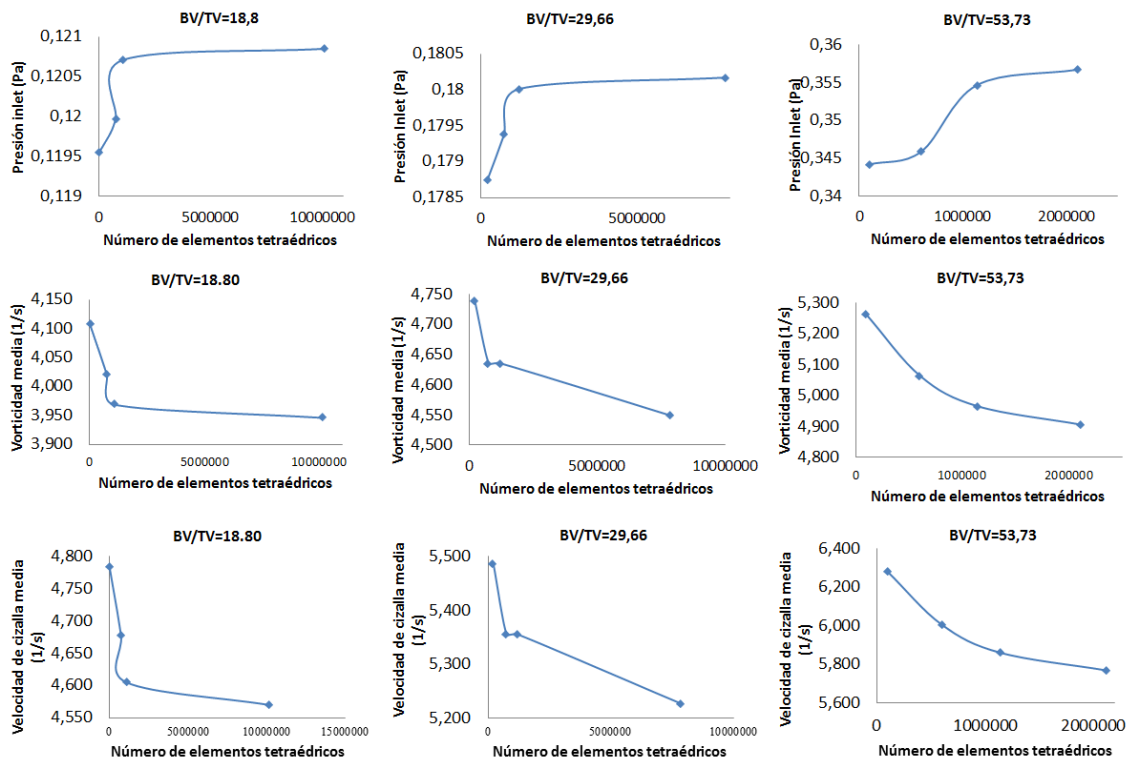 BV/TV=18,8
Presión inlet (Pa)
0,121
0,1205
0,12
0,1195
0,119
0
5000000
10000000
Número de elementos tetraédricos
BV/TV=29,66
Presión Inlet (Pa)
0,1805
0,18
0,1795
0,179
0,1785
0
5000000
Número de elementos tetraédricos
BV/TV=53,73
Presión Inlet (Pa)
0,36
0,355
0,35
0,345
0,34
0
1000000
2000000
Número de elementos tetraédricos
BV/TV=18.80
Vorticidad media (1/s)
4,150
4,100
4,050
4,000
3,950
3,900
0
5000000
10000000
Número de elementos tetraédricos
BV/TV=29,66
Vorticidad media (1/s)
4,750
4,700
4,650
4,600
4,550
4,500
0
5000000
10000000
Número de elementos tetraédricos
BV/TV=53,73
Vorticidad media (1/s)
5,300
5,200
5,100
5,000
4,900
4,800
0
1000000
2000000
Número de elementos tetraédricos
BV/TV=18.80
Velocidad de cizalla media
(1/s)
4,800
4,750
4,700
4,650
4,600
4,550
0
5000000
10000000
15000000
Número de elementos tetraédricos
BV/TV=29,66
Velocidad de cizalla media
(1/s)
5,500
5,400
5,300
5,200
0
5000000
10000000
Número de elementos tetraédricos
BV/TV=53,73
Velocidad de cizalla media
(1/s)
6,400
6,200
6,000
5,800
5,600
0
1000000
2000000
Número de elementos tetraédricos